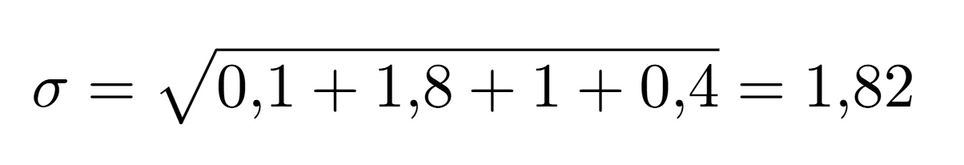 σ = √0,1 + 1,8 + 1 + 0,4 = 1,82